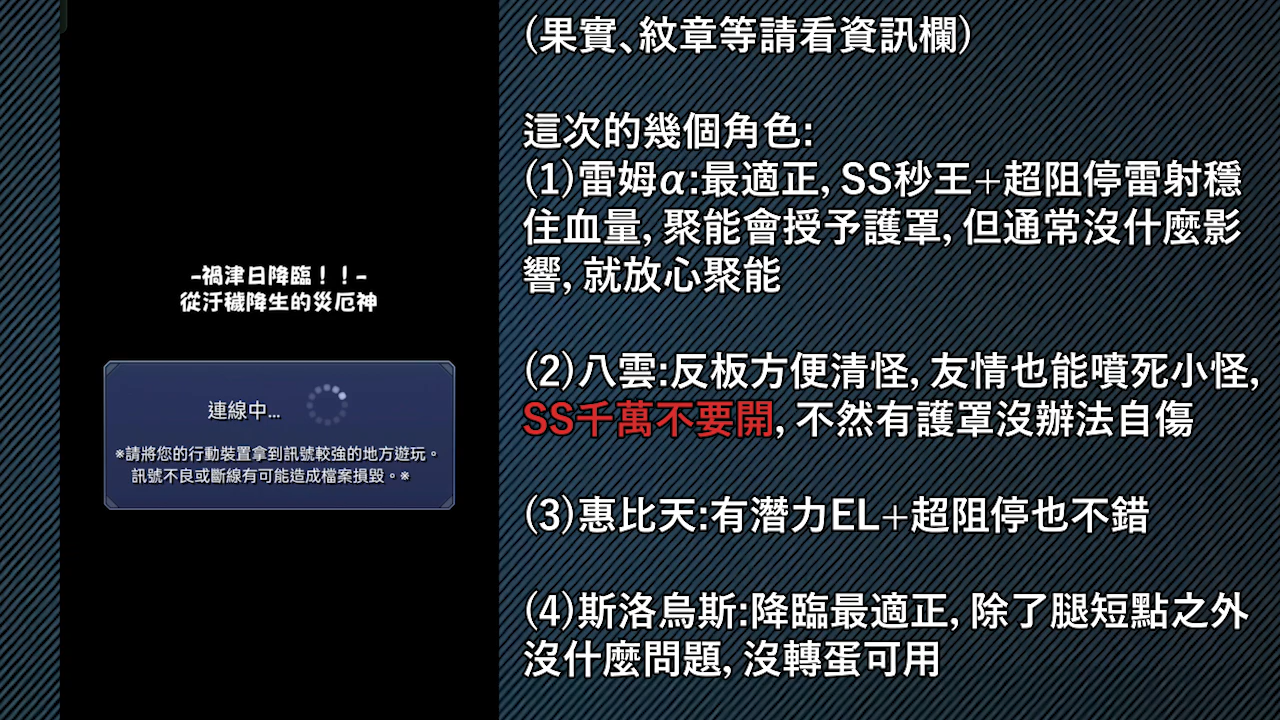 -禍津日降臨！！-
從汙穢降生的災厄神
連線中...
※請將您的行動裝置拿到訊號較強的地方遊玩。
訊號不良或斷線有可能造成檔案損毀。※
(果實、紋章等請看資訊欄)
這次的幾個角色:
(1)雷姆α:最適正, SS秒王+超阻停雷射穩
住血量, 聚能會授予護罩, 但通常沒什麼影
響, 就放心聚能
(2)八雲:反板方便清怪, 友情也能噴死小怪,
SS千萬不要開, 不然有護罩沒辦法自傷
(3)惠比天:有潛力EL+超阻停也不錯
(4)斯洛烏斯:降臨最適正, 除了腿短點之外
沒什麼問題, 沒轉蛋可用